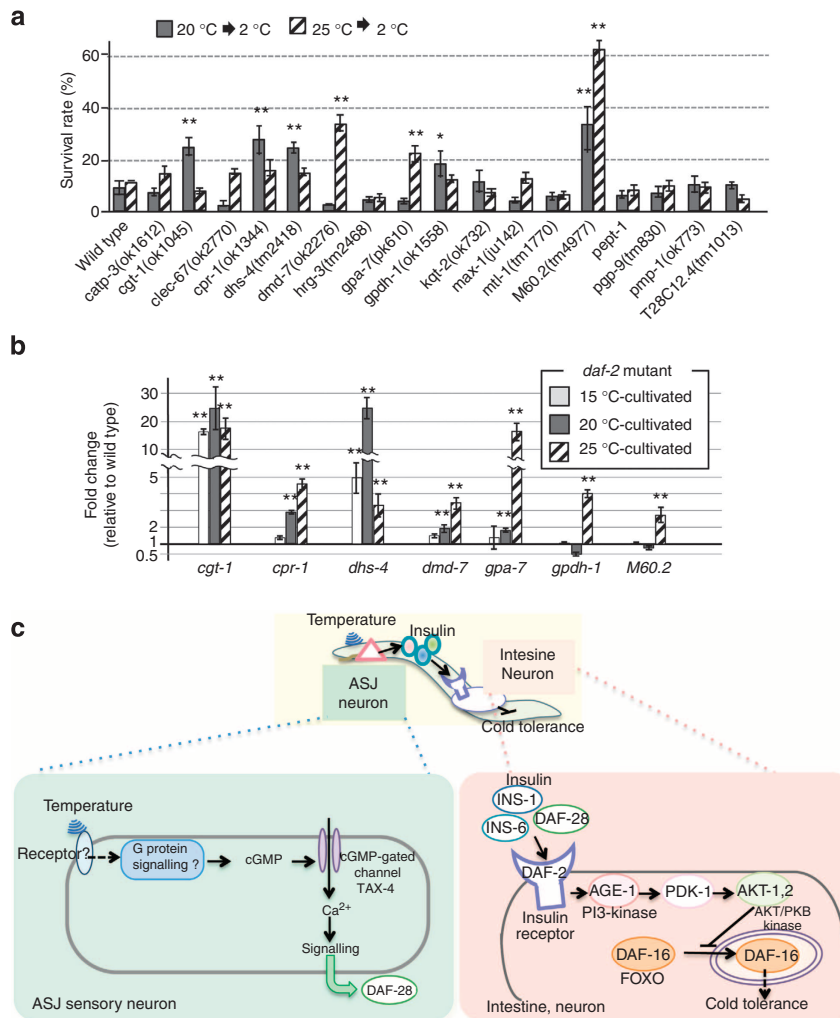 a
20 °C 2 °C 25 °C 2 °C
Survival rate (%)
60
40
20
0
** ** ** ** ** * ** **
Wild type
catp-3(ok1612)
cgt-1(ok1045)
clec-67(ok2770)
cpr-1(ok1344)
dhs-4(tm2418)
dmd-7(ok2276)
hrg-3(tm2468)
gpa-7(pk610)
gpdh-1(ok1558)
kqt-2(ok732)
max-1(ju142)
mtl-1(tm1770)
M60.2(tm4977)
pept-1
pgp-9(tm830)
pmp-1(ok773)
T28C12.4(tm1013)
b
Fold change
(relative to wild type)
30
20
10
5
2
1
0.5
** ** **
** **
** ** **
** **
** **
**
**
daf-2 mutant
15 °C-cultivated
20 °C-cultivated
25 °C-cultivated
cgt-1 cpr-1 dhs-4 dmd-7 gpa-7 gpdh-1 M60.2
c
Temperature
Insulin
Intesine
Neuron
ASJ
neuron
Cold tolerance
Temperature
Receptor?
G protein
signalling ?
cGMP
cGMP-gated
channel
TAX-4
Ca2+
Signalling
DAF-28
ASJ sensory neuron
Insulin
INS-1
INS-6
DAF-28
DAF-2
Insulin
receptor
AGE-1
PI3-kinase
PDK-1
AKT-1,2
AKT/PKB
kinase
DAF-16
FOXO
DAF-16
Cold tolerance
Intestine, neuron